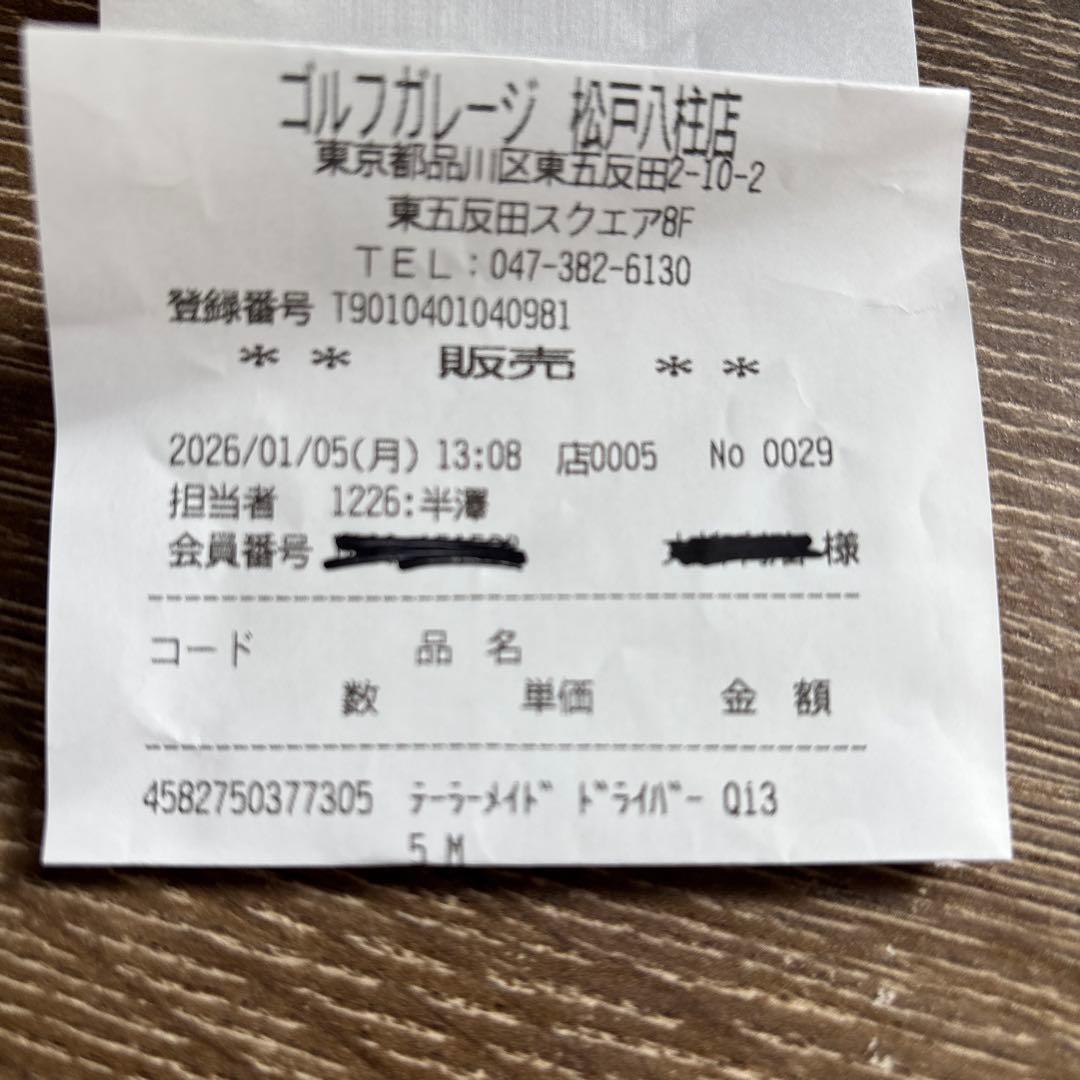 ゴルフガレージ 松戸八柱店
東京都品川区東五反田2-10-2
東五反田スクエア8F
ＴＥＬ：047-382-6130
登録番号 T9010401040981
＊＊ 販売 ＊＊
2026/01/05(月) 13:08 店0005 No 0029
担当者 1226:半澤
会員番号 様
コード 品 名
数 単価 金 額
4582750377305 ﾃｰﾗｰﾒｲﾄﾞ ﾄﾞﾗｲﾊﾞｰ Qi3
5 M